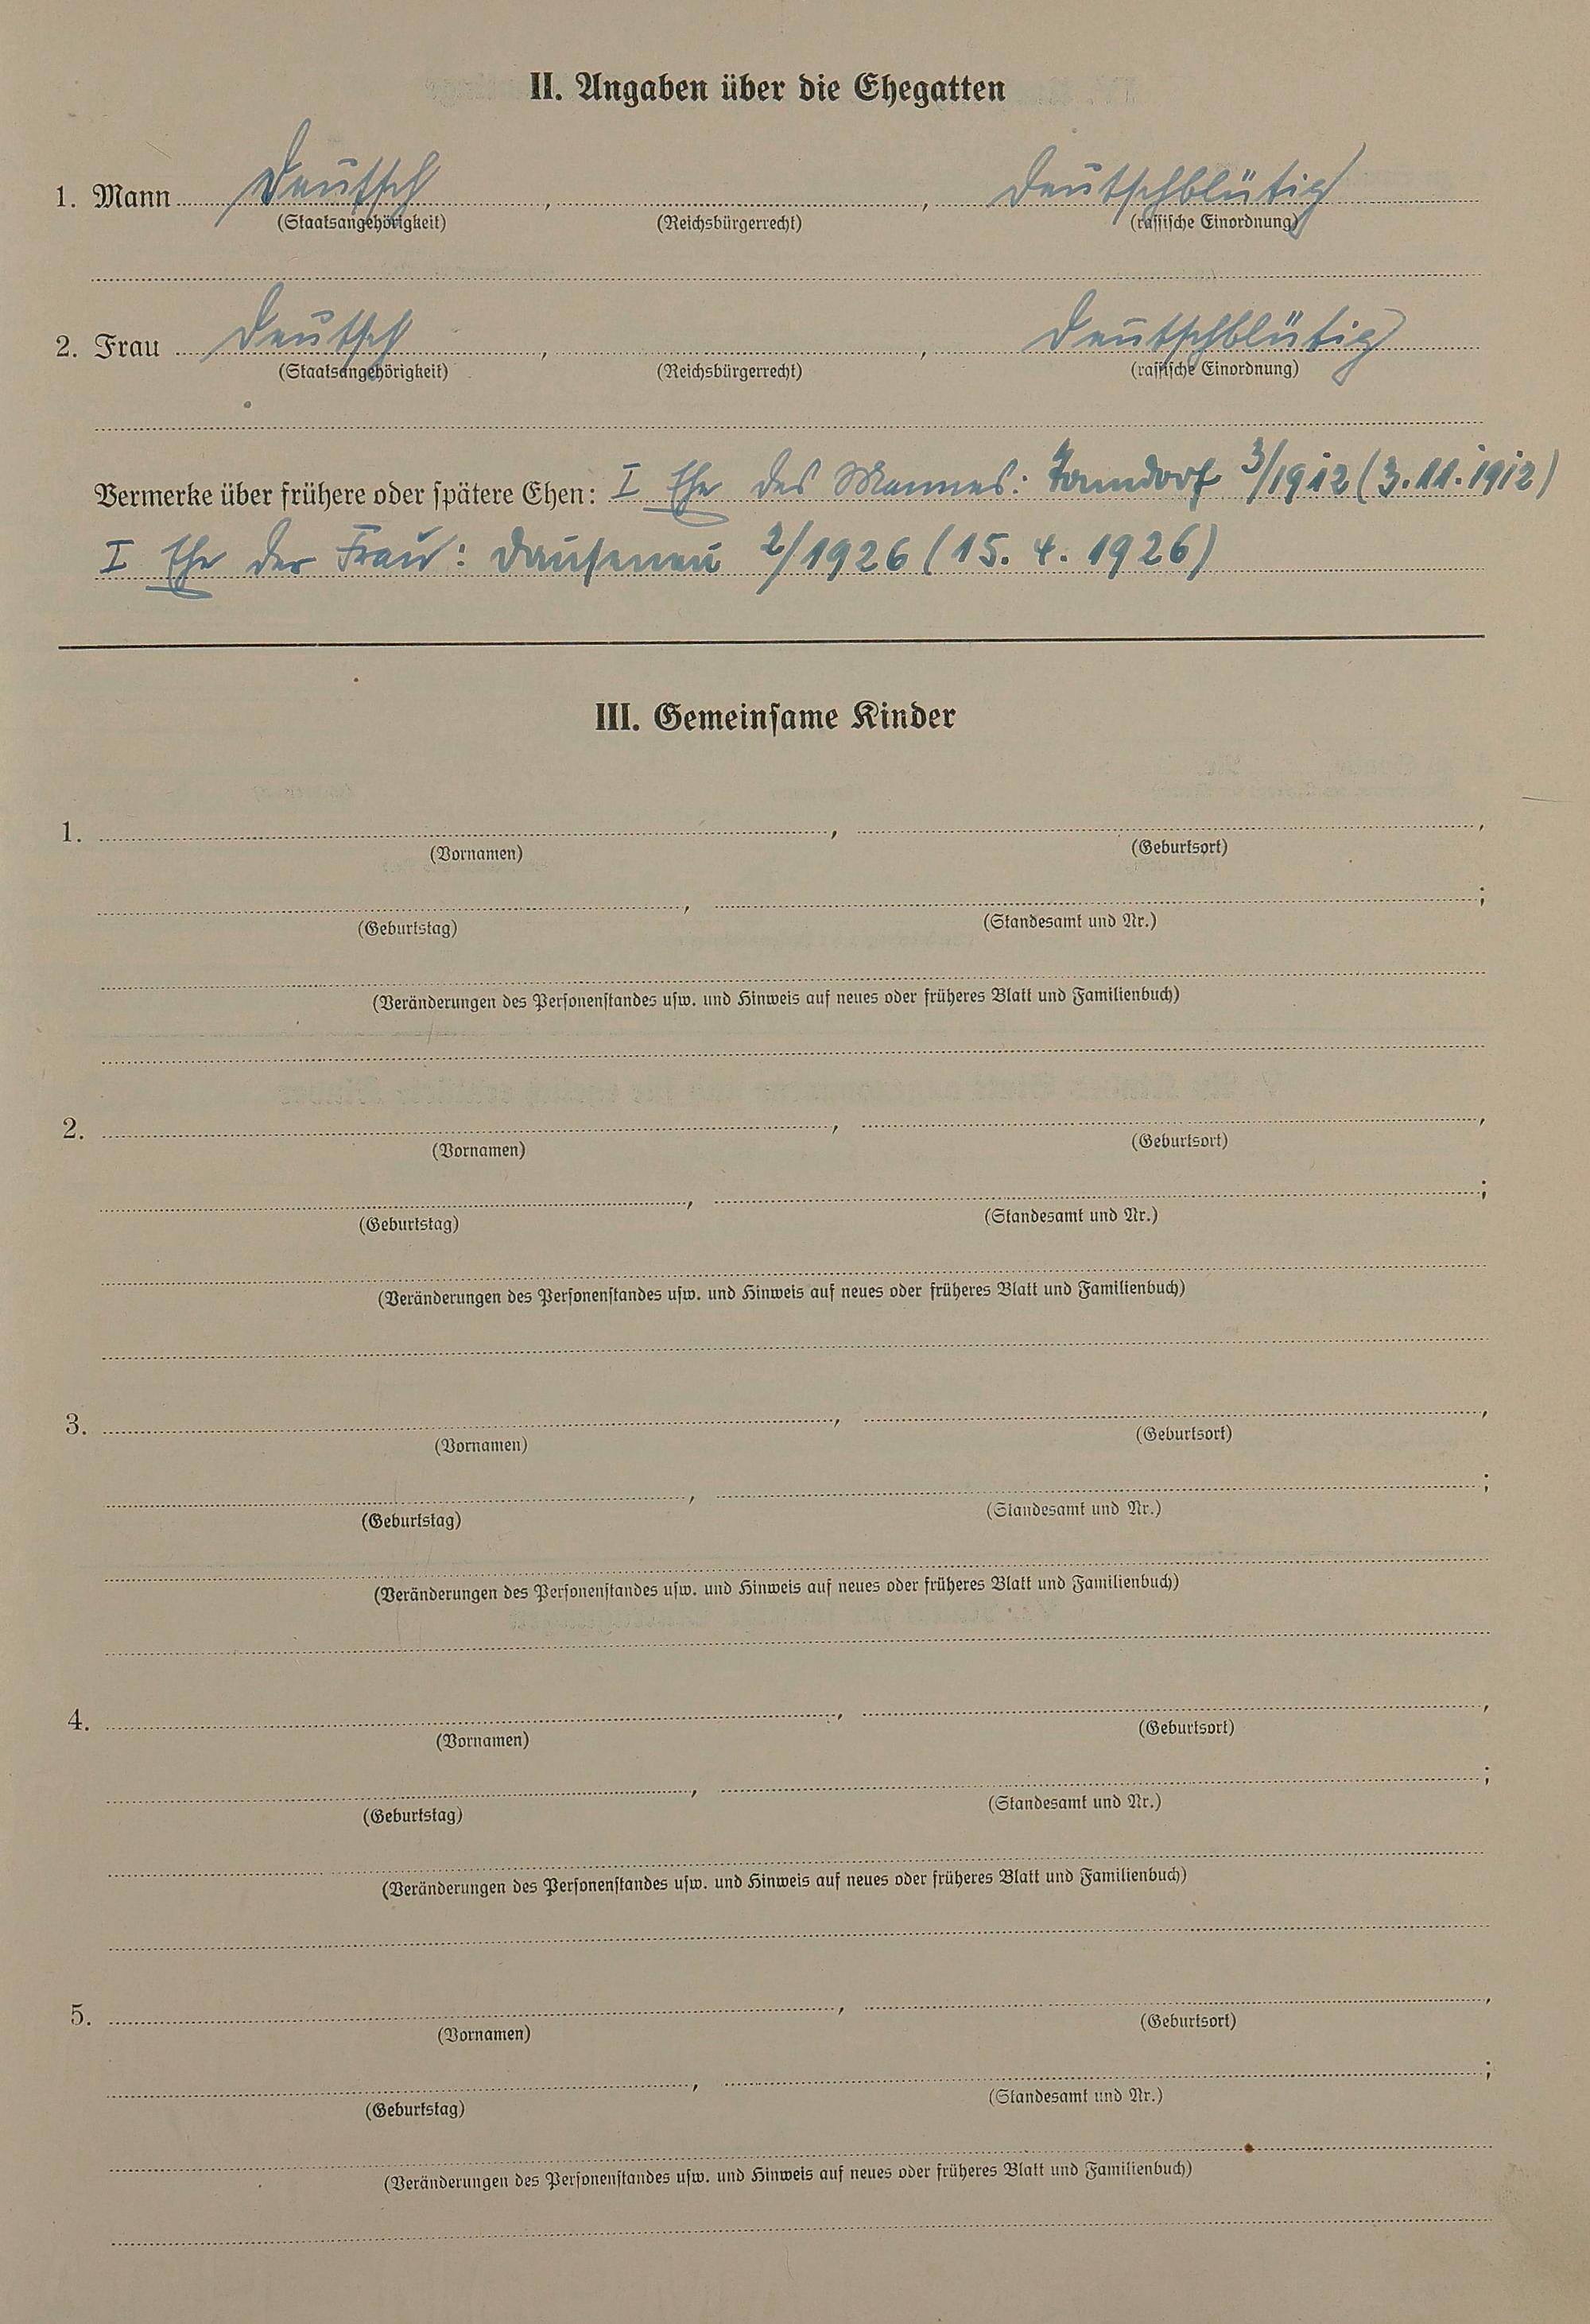 II. Angaben über die Ehegatten
1. Mann Deutsch, , Deutschblütig
(Staatsangehörigkeit) (Reichsbürgerrecht) (rassische Einordnung)
2. Frau Deutsch, , Deutschblütig
(Staatsangehörigkeit) (Reichsbürgerrecht) (rassische Einordnung)
Vermerke über frühere oder spätere Ehen: I Ehe des Mannes: 3/1912 (3.11.1912)
I Ehe der Frau: Dausenau 2/1926 (15. 4. 1926)
III. Gemeinsame Kinder
1. , ,
(Vornamen) (Geburtsort)
, ;
(Geburtstag) (Standesamt und Nr.)
(Veränderungen des Personenstandes usw. und Hinweis auf neues oder früheres Blatt und Familienbuch)
2. , ,
(Vornamen) (Geburtsort)
, ;
(Geburtstag) (Standesamt und Nr.)
(Veränderungen des Personenstandes usw. und Hinweis auf neues oder früheres Blatt und Familienbuch)
3. , ,
(Vornamen) (Geburtsort)
, ;
(Geburtstag) (Standesamt und Nr.)
(Veränderungen des Personenstandes usw. und Hinweis auf neues oder früheres Blatt und Familienbuch)
4. , ,
(Vornamen) (Geburtsort)
, ;
(Geburtstag) (Standesamt und Nr.)
(Veränderungen des Personenstandes usw. und Hinweis auf neues oder früheres Blatt und Familienbuch)
5. , ,
(Vornamen) (Geburtsort)
, ;
(Geburtstag) (Standesamt und Nr.)
(Veränderungen des Personenstandes usw. und Hinweis auf neues oder früheres Blatt und Familienbuch)